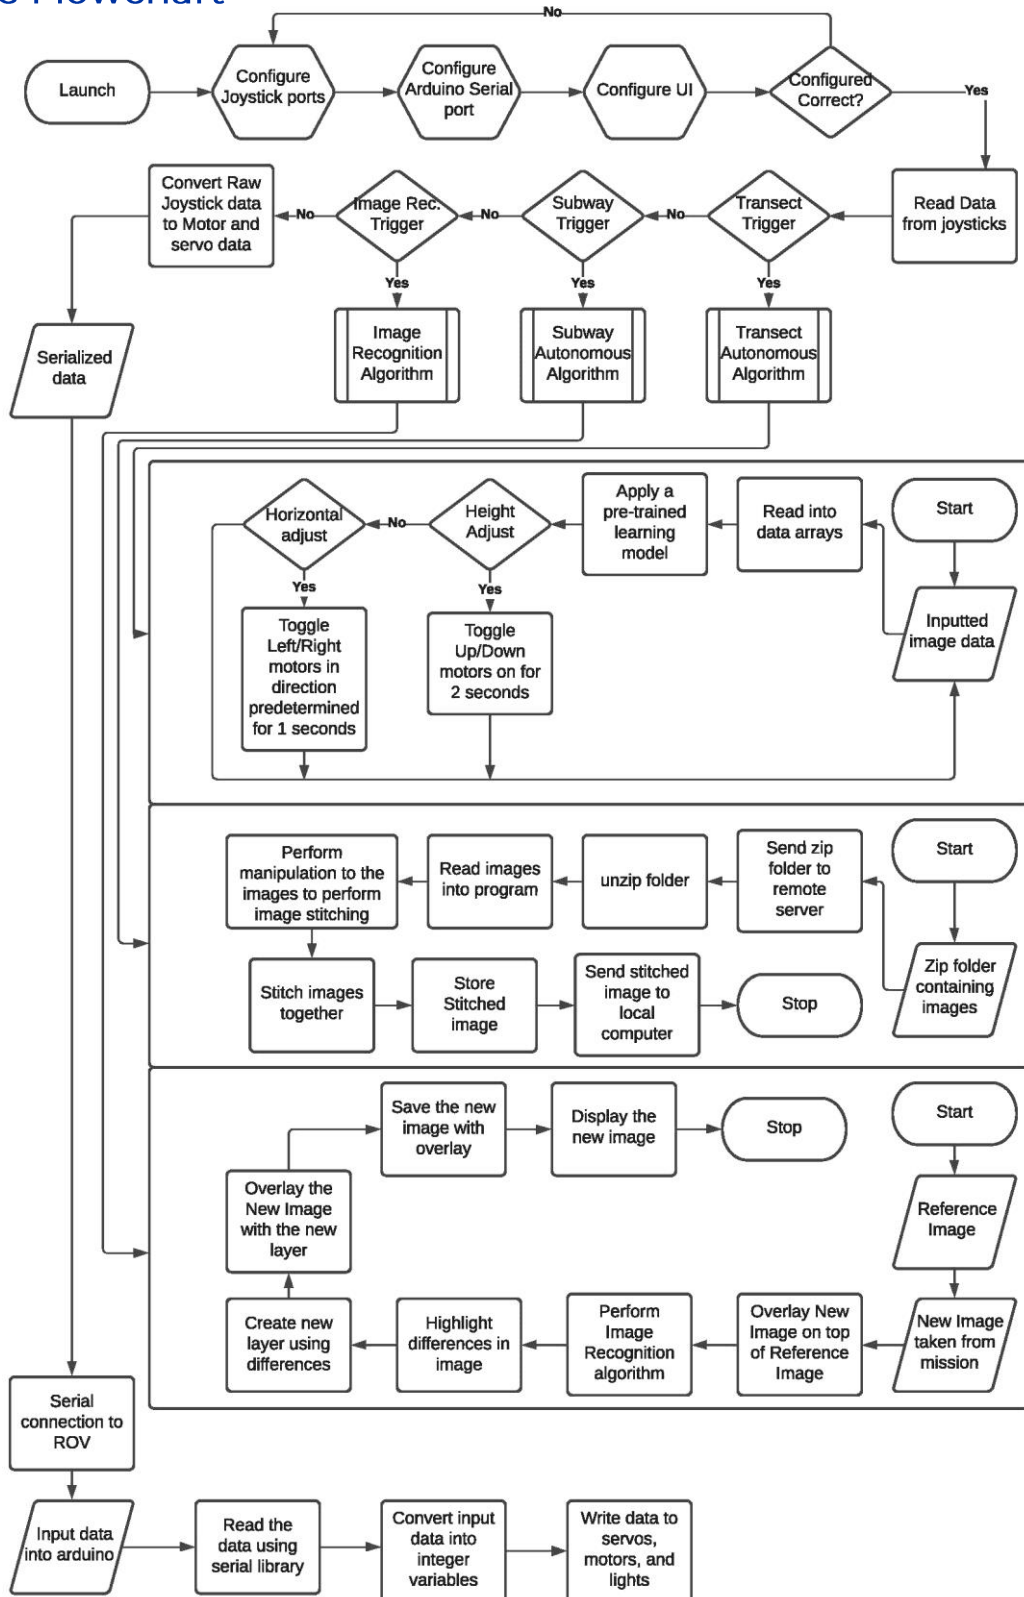 No
Launch
Configure
Joystick ports
Configure
Arduino Serial
port
Configure UI
Configured
Correct?
Yes
Convert Raw
Joystick data
to Motor and
servo data
No
Image Rec.
Trigger
No
Subway
Trigger
No
Transect
Trigger
Read Data
from joysticks
Yes
Yes
Yes
Serialized
data
Image
Recognition
Algorithm
Subway
Autonomous
Algorithm
Transect
Autonomous
Algorithm
Horizontal
adjust
No
Height
Adjust
Apply a
pre-trained
learning
model
Read into
data arrays
Start
Yes
Yes
Toggle
Left/Right
motors in
direction
predetermined
for 1 seconds
Toggle
Up/Down
motors on for
2 seconds
Inputted
image data
Perform
manipulation to the
images to perform
image stitching
Read images
into program
unzip folder
Send zip
folder to
remote
server
Start
Stitch images
together
Store
Stitched
image
Send stitched
image to
local
computer
Stop
Zip folder
containing
images
Save the new
image with
overlay
Display the
new image
Stop
Start
Overlay the
New Image
with the new
layer
Reference
Image
Create new
layer using
differences
Highlight
differences in
image
Perform
Image
Recognition
algorithm
Overlay New
Image on top
of Reference
Image
New Image
taken from
mission
Serial
connection to
ROV
Input data
into arduino
Read the
data using
serial library
Convert input
data into
integer
variables
Write data to
servos,
motors, and
lights